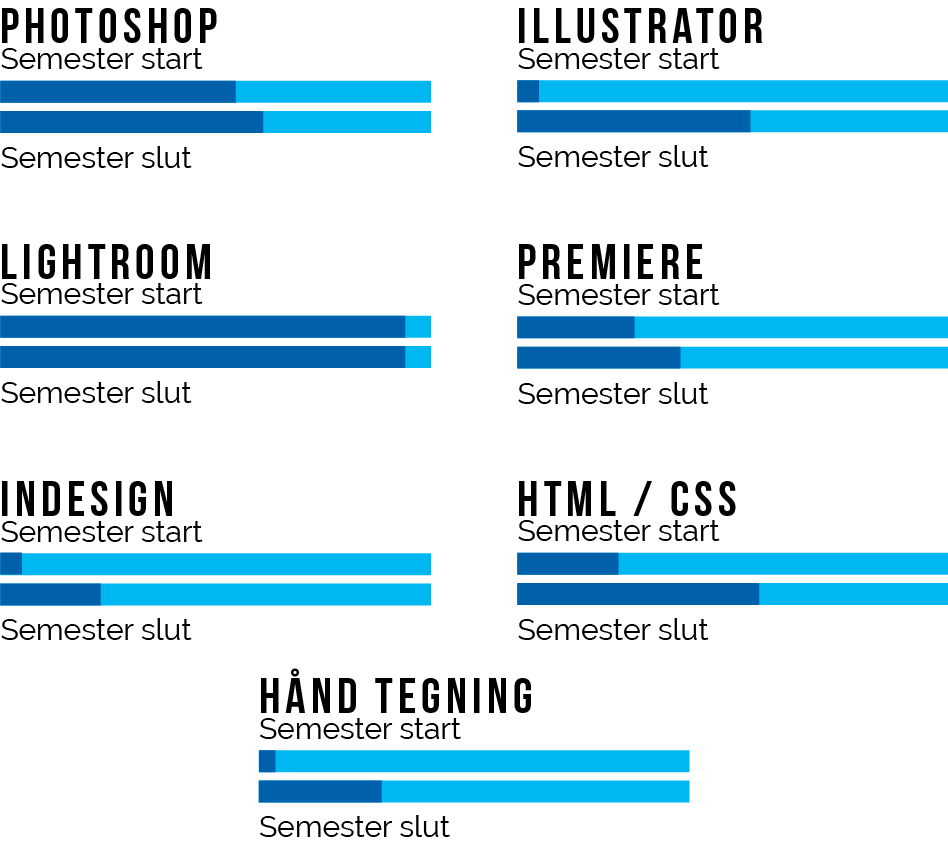 PHOTOSHOP
Semester start
Semester slut
ILLUSTRATOR
Semester start
Semester slut
LIGHTROOM
Semester start
Semester slut
PREMIERE
Semester start
Semester slut
INDESIGN
Semester start
Semester slut
HTML / CSS
Semester start
Semester slut
HÅND TEGNING
Semester start
Semester slut